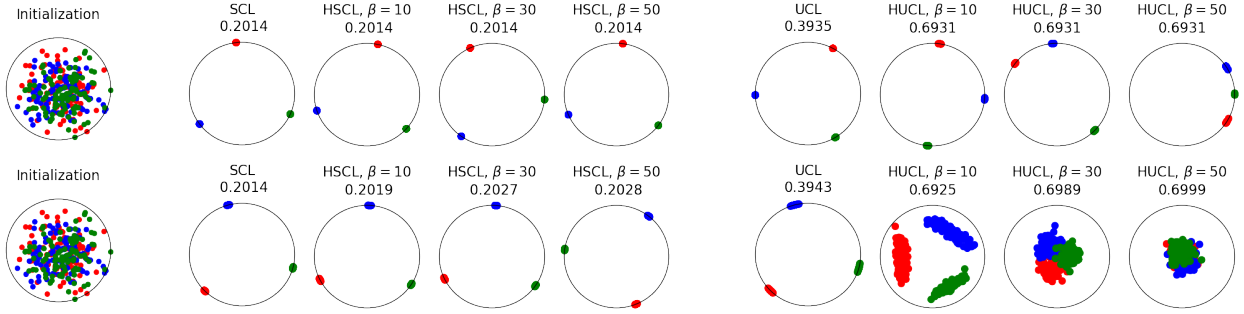 Initialization
SCL
0.2014
HSCL, β = 10
0.2014
HSCL, β = 30
0.2014
HSCL, β = 50
0.2014
UCL
0.3935
HUCL, β = 10
0.6931
HUCL, β = 30
0.6931
HUCL, β = 50
0.6931
Initialization
SCL
0.2014
HSCL, β = 10
0.2019
HSCL, β = 30
0.2027
HSCL, β = 50
0.2028
UCL
0.3943
HUCL, β = 10
0.6925
HUCL, β = 30
0.6989
HUCL, β = 50
0.6999